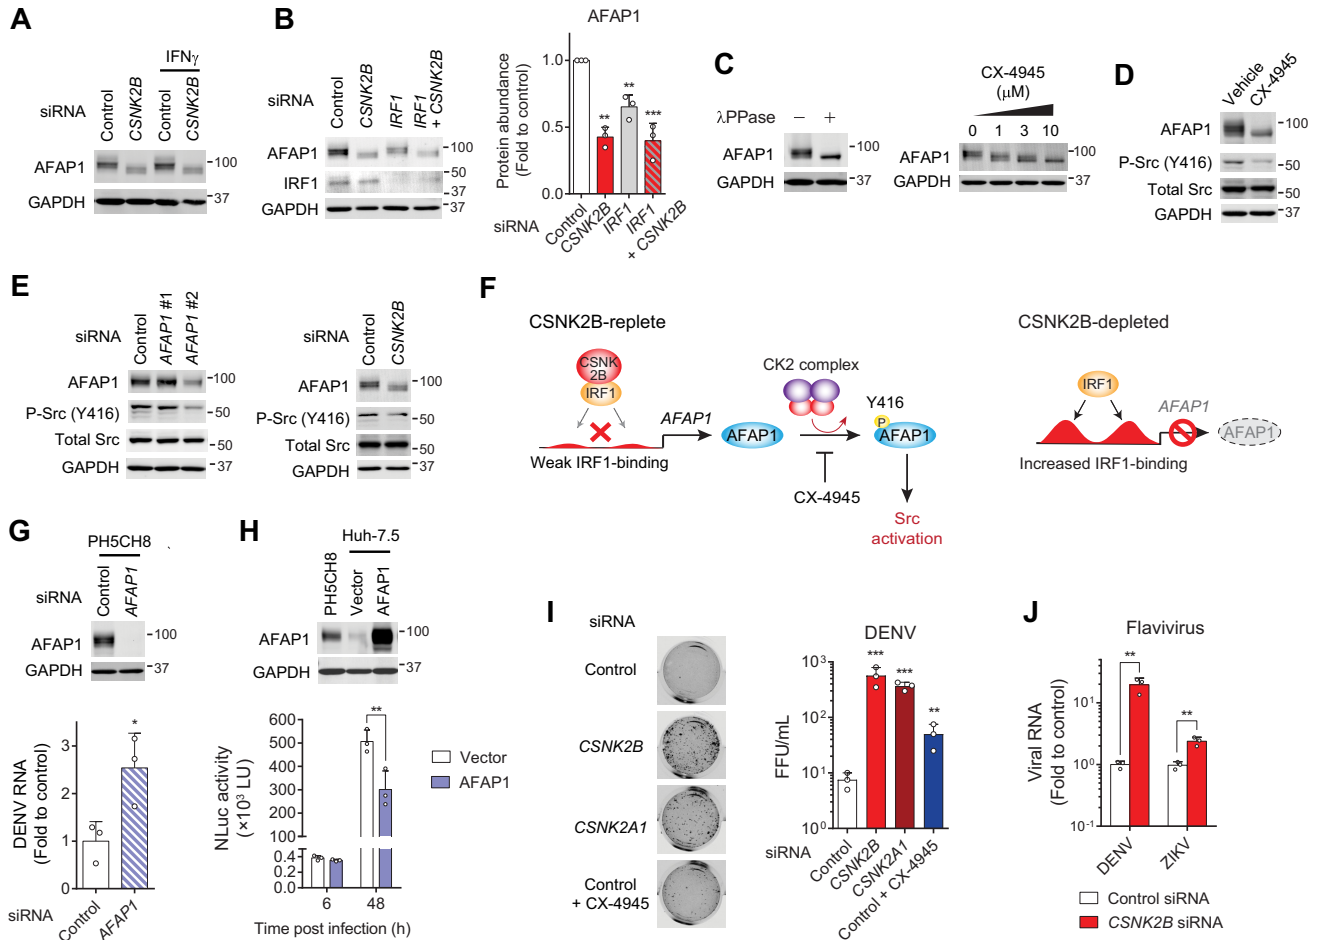 A
IFNγ
siRNA
Control
CSNK2B
Control
CSNK2B
AFAP1
-100
GAPDH
-37
B
siRNA
Control
CSNK2B
IRF1
IRF1
+ CSNK2B
AFAP1
-100
IRF1
-50
GAPDH
-37
AFAP1
Protein abundance
(Fold to control)
1.0
0.5
0.0
**
**
***
siRNA
Control
CSNK2B
IRF1
IRF1
+ CSNK2B
C
λPPase
− +
AFAP1
-100
GAPDH
-37
CX-4945
(μM)
0 1 3 10
AFAP1
-100
GAPDH
-37
D
Vehicle
CX-4945
AFAP1
-100
P-Src (Y416)
-50
Total Src
-50
GAPDH
-37
E
siRNA
Control
AFAP1 #1
AFAP1 #2
AFAP1
-100
P-Src (Y416)
-50
Total Src
-50
GAPDH
-37
siRNA
Control
CSNK2B
AFAP1
-100
P-Src (Y416)
-50
Total Src
-50
GAPDH
-37
F
CSNK2B-replete
CSNK
2B
IRF1
Weak IRF1-binding
AFAP1
AFAP1
CK2 complex
CX-4945
Y416
P
AFAP1
Src
activation
CSNK2B-depleted
IRF1
Increased IRF1-binding
AFAP1
AFAP1
G
PH5CH8
siRNA
Control
AFAP1
AFAP1
-100
GAPDH
-37
DENV RNA
(Fold to control)
3
2
1
0
*
siRNA
Control
AFAP1
H
Huh-7.5
PH5CH8
Vector
AFAP1
AFAP1
-100
GAPDH
-37
NLuc activity
(×10³ LU)
600
500
400
300
200
100
0.4
0.2
0.0
**
6 48
Time post infection (h)
Vector
AFAP1
I
siRNA
Control
CSNK2B
CSNK2A1
Control
+ CX-4945
DENV
FFU/mL
10³
10²
10¹
10⁰
***
***
**
siRNA
Control
CSNK2B
CSNK2A1
Control + CX-4945
J
Flavivirus
Viral RNA
(Fold to control)
10¹
10⁰
10⁻¹
**
**
DENV
ZIKV
Control siRNA
CSNK2B siRNA